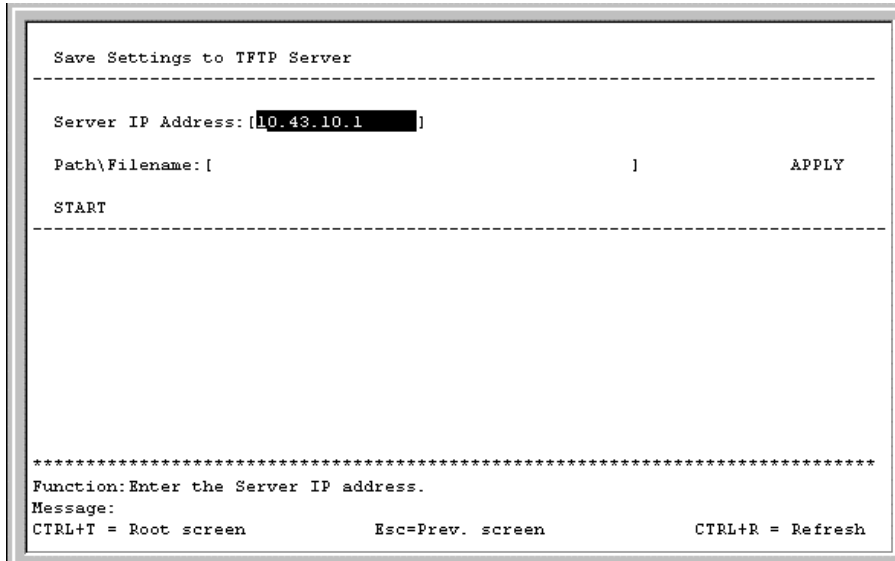 Save Settings to TFTP Server
--------------------------------------------------------------------------------
Server IP Address:[10.43.10.1     ]
Path\Filename:[                                        ]               APPLY
START
--------------------------------------------------------------------------------
*******************************************************************************
Function:Enter the Server IP address.
Message:
CTRL+T = Root screen            Esc=Prev. screen              CTRL+R = Refresh